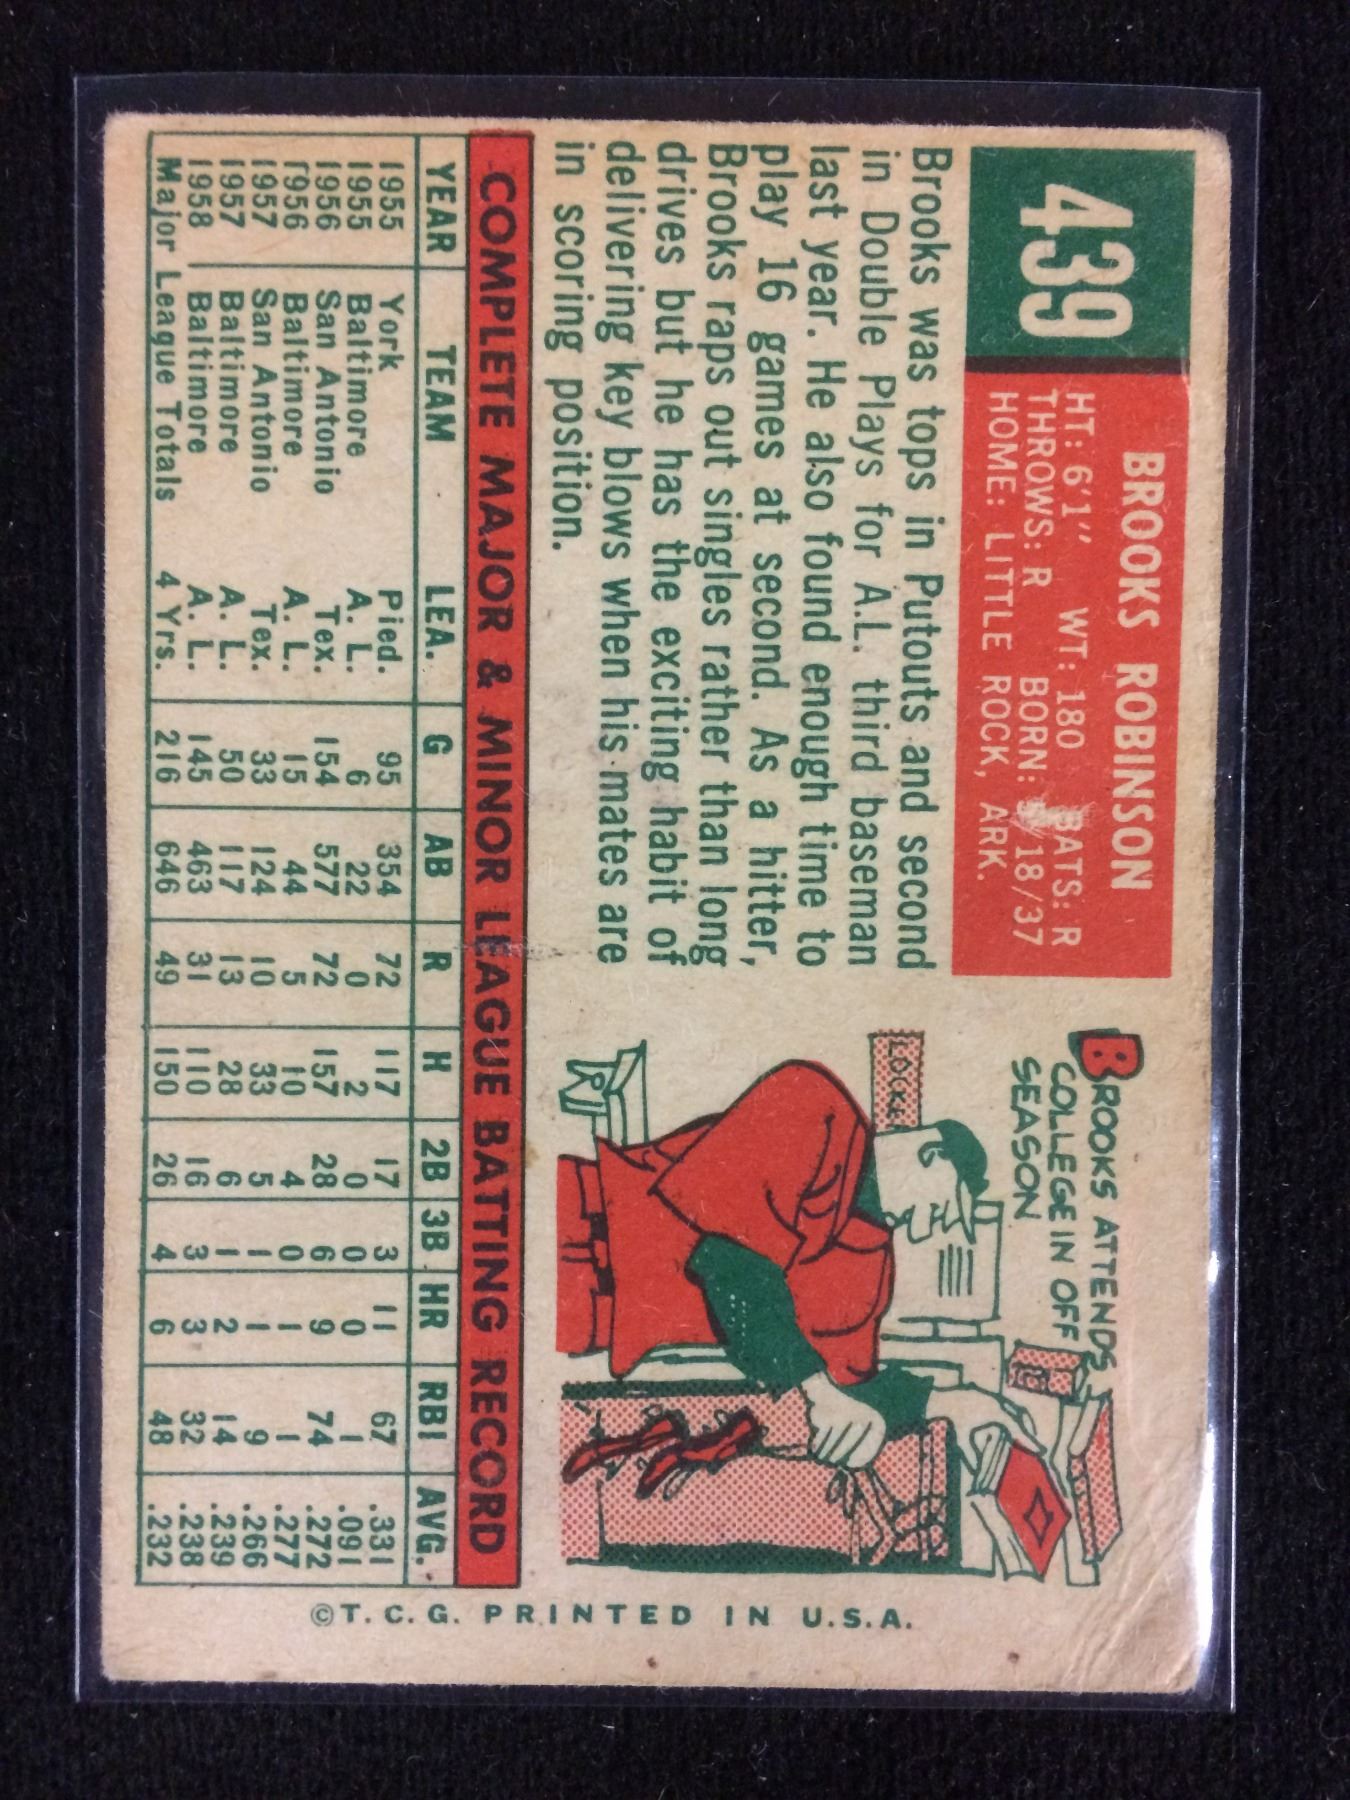 439
BROOKS ROBINSON
HT: 6'1" WT: 180 BATS: R
THROWS: R BORN: /18/37
HOME: LITTLE ROCK, ARK.
Brooks was tops in Putouts and second
in Double Plays for A.L. third baseman
last year. He also found enough time to
play 16 games at second. As a hitter,
Brooks raps out singles rather than long
drives but he has the exciting habit of
delivering key blows when his mates are
in scoring position.
BROOKS ATTENDS
COLLEGE IN OFF
SEASON
LOCKE
COMPLETE MAJOR & MINOR LEAGUE BATTING RECORD
YEAR TEAM LEA. G AB R H 2B 3B HR RBI AVG.
1955 York Pied. 95 354 72 117 17 3 11 67 .331
1955 Baltimore A. L. 6 22 0 2 0 0 0 1 .091
1956 San Antonio Tex. 154 577 72 157 28 6 9 74 .272
1956 Baltimore A. L. 15 44 5 10 4 0 1 1 .277
1957 San Antonio Tex. 33 124 10 33 5 1 1 9 .266
1957 Baltimore A. L. 50 117 13 28 6 1 2 14 .239
1958 Baltimore A. L. 145 463 31 110 16 3 3 32 .238
Major League Totals 4 Yrs. 216 646 49 150 26 4 6 48 .232
©T. C. G. PRINTED IN U.S.A.